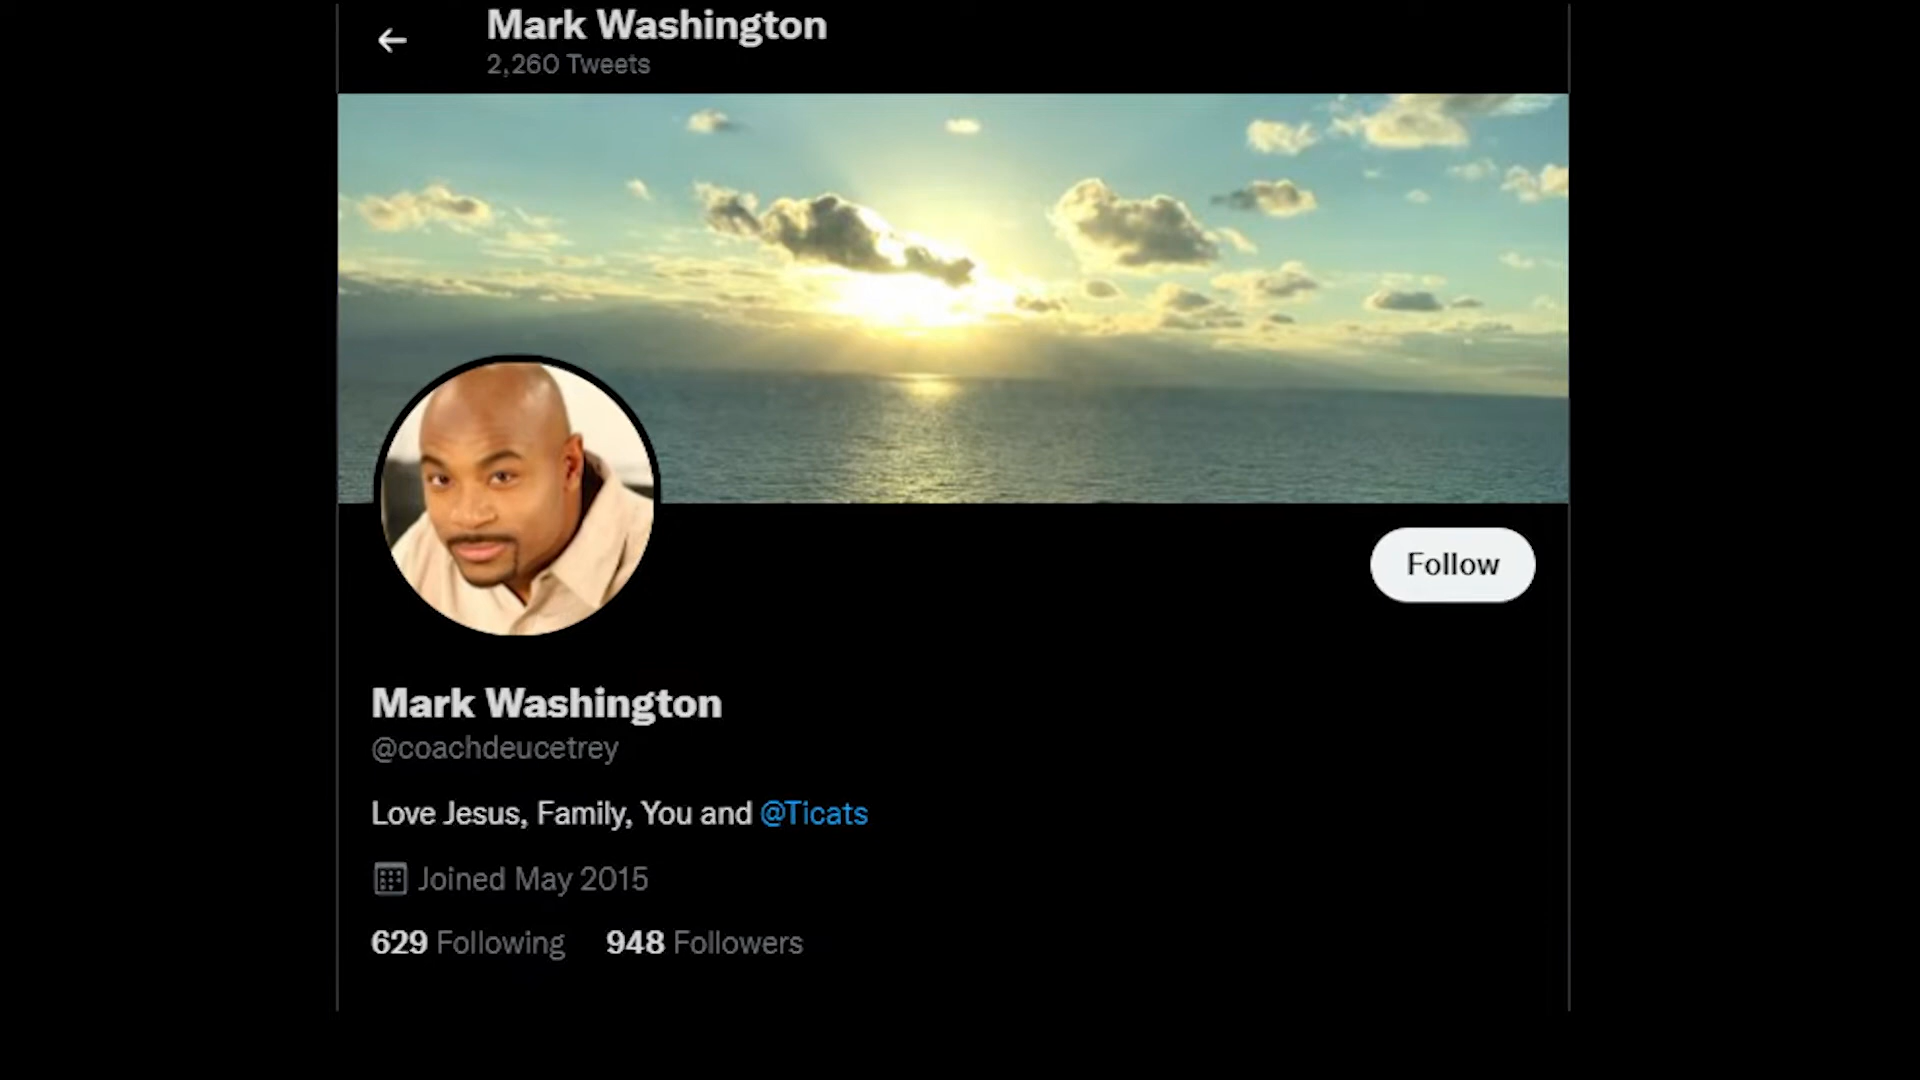 Mark Washington
2,260 Tweets
Follow
Mark Washington
@coachdeucetrey
Love Jesus, Family, You and @Ticats
Joined May 2015
629 Following 948 Followers